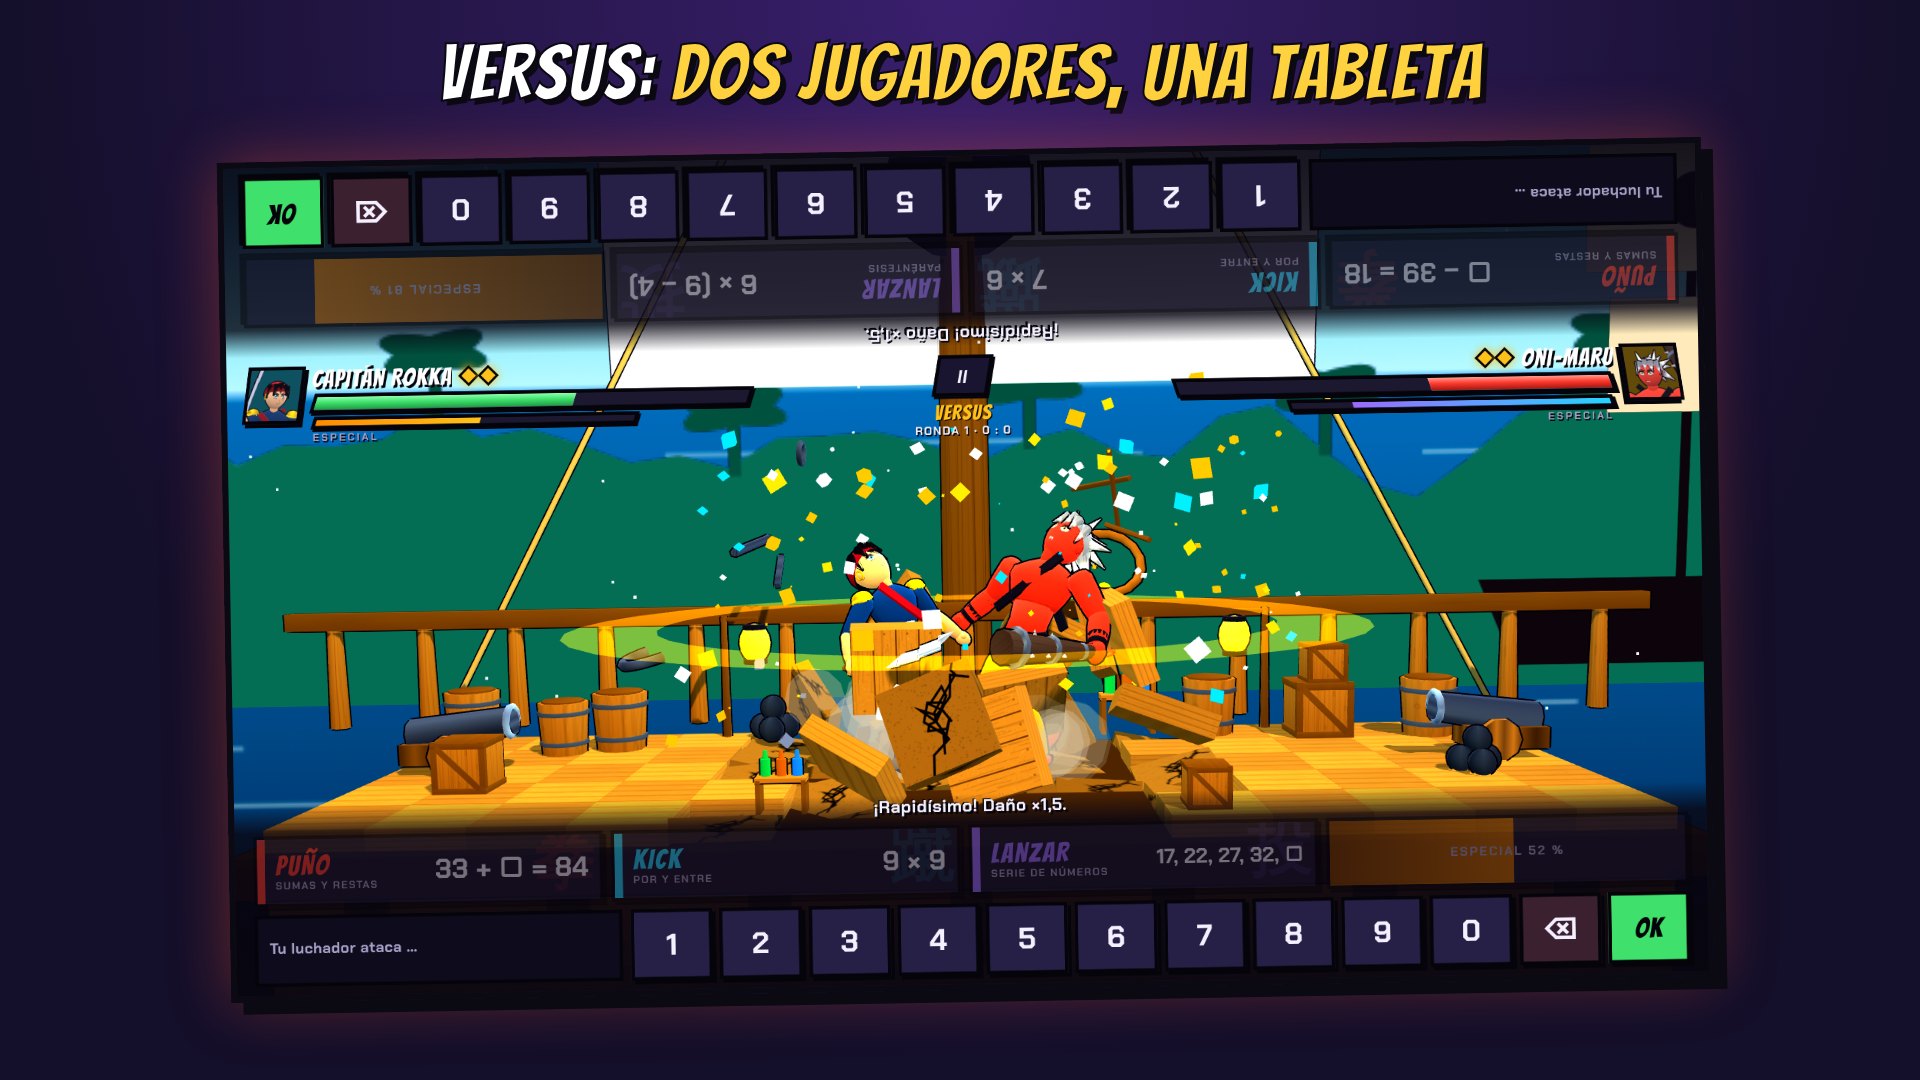 VERSUS: DOS JUGADORES, UNA TABLETA
OK
0
9
8
7
6
5
4
3
2
1
Tu luchador ataca ...
ESPECIAL 81 %
6 × (9 − 4)
LANZAR
PARÉNTESIS
7 × 6
KICK
POR Y ENTRE
□ − 39 = 18
PUÑO
SUMAS Y RESTAS
¡Rapidísimo! Daño ×1,5.
CAPITÁN ROKKA
ESPECIAL
II
VERSUS
RONDA 1 · 0 : 0
ONI-MARU
ESPECIAL
¡Rapidísimo! Daño ×1,5.
PUÑO
SUMAS Y RESTAS
33 + □ = 84
KICK
POR Y ENTRE
9 × 9
LANZAR
SERIE DE NÚMEROS
17, 22, 27, 32, □
ESPECIAL 52 %
Tu luchador ataca ...
1
2
3
4
5
6
7
8
9
0
OK